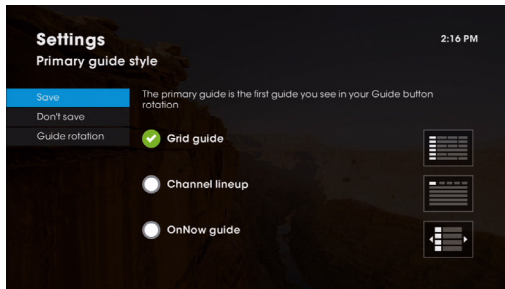 Settings
2:16 PM
Primary guide style
Save
Don't save
Guide rotation
The primary guide is the first guide you see in your Guide button
rotation
Grid guide
Channel lineup
OnNow guide